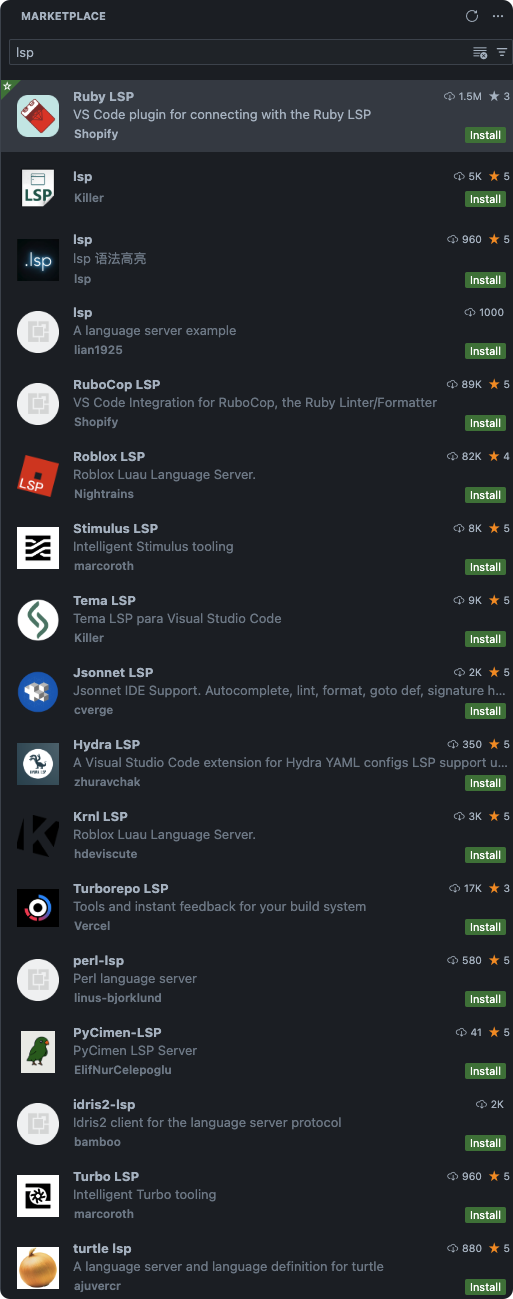 MARKETPLACE
lsp
Ruby LSP 1.5M ★ 3
VS Code plugin for connecting with the Ruby LSP
Shopify Install
LSP
lsp 5K ★ 5
Killer Install
.lsp
lsp 960 ★ 5
lsp 语法高亮
lsp Install
lsp 1000
A language server example
lian1925 Install
RuboCop LSP 89K ★ 5
VS Code Integration for RuboCop, the Ruby Linter/Formatter
Shopify Install
LSP
Roblox LSP 82K ★ 4
Roblox Luau Language Server.
Nightrains Install
Stimulus LSP 8K ★ 5
Intelligent Stimulus tooling
marcoroth Install
Tema LSP 9K ★ 5
Tema LSP para Visual Studio Code
Killer Install
Jsonnet LSP 2K ★ 5
Jsonnet IDE Support. Autocomplete, lint, format, goto def, signature h...
cverge Install
HYDRA LSP
Hydra LSP 350 ★ 5
A Visual Studio Code extension for Hydra YAML configs LSP support u...
zhuravchak Install
Krnl LSP 3K ★ 5
Roblox Luau Language Server.
hdeviscute Install
Turborepo LSP 17K ★ 3
Tools and instant feedback for your build system
Vercel Install
perl-lsp 580 ★ 5
Perl language server
linus-bjorklund Install
PyCimen-LSP 41 ★ 5
PyCimen LSP Server
ElifNurCelepoglu Install
idris2-lsp 2K
Idris2 client for the language server protocol
bamboo Install
Turbo LSP 960 ★ 5
Intelligent Turbo tooling
marcoroth Install
turtle lsp 880 ★ 5
A language server and language definition for turtle
ajuvercr Install